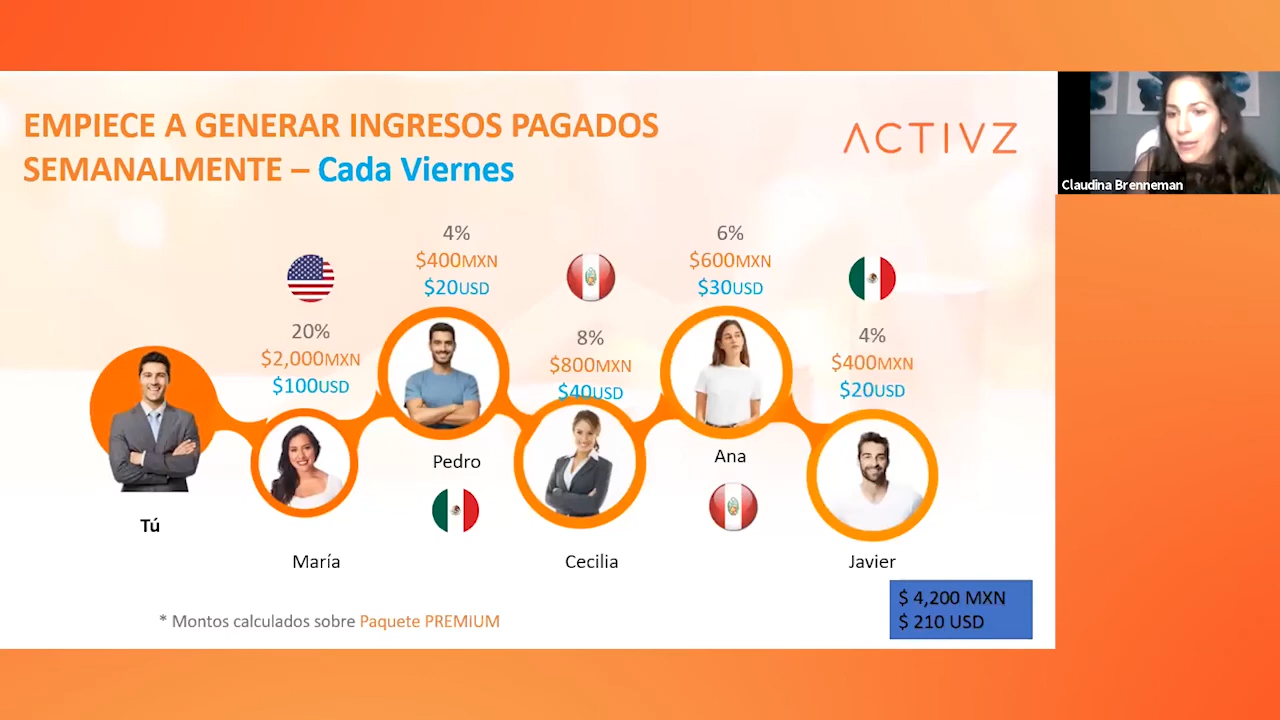 EMPIECE A GENERAR INGRESOS PAGADOS
SEMANALMENTE – Cada Viernes
ACTIVZ
Claudina Brenneman
20%
$2,000MXN
$100USD
4%
$400MXN
$20USD
8%
$800MXN
$40USD
6%
$600MXN
$30USD
4%
$400MXN
$20USD
Tú
María
Pedro
Cecilia
Ana
Javier
* Montos calculados sobre Paquete PREMIUM
$ 4,200 MXN
$ 210 USD